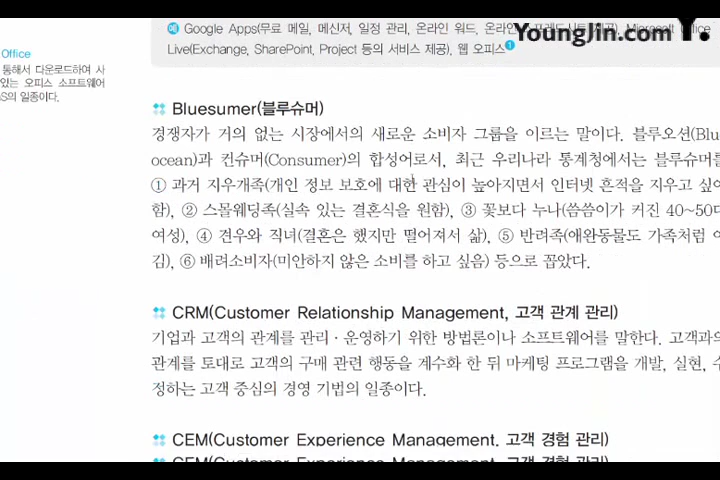 예 Google Apps(무료 메일, 메신저, 일정 관리, 온라인 워드, 온라인
YoungJin.com Y.
Live(Exchange, SharePoint, Project 등의 서비스 제공), 웹 오피스1
Office
통해서 다운로드하여 사
있는 오피스 소프트웨어
S의 일종이다.
Bluesumer(블루슈머)
경쟁자가 거의 없는 시장에서의 새로운 소비자 그룹을 이르는 말이다. 블루오션(Blu
ocean)과 컨슈머(Consumer)의 합성어로서, 최근 우리나라 통계청에서는 블루슈머를
① 과거 지우개족(개인 정보 보호에 대한 관심이 높아지면서 인터넷 흔적을 지우고 싶어
함), ② 스몰웨딩족(실속 있는 결혼식을 원함), ③ 꽃보다 누나(씀씀이가 커진 40~50대
여성), ④ 견우와 직녀(결혼은 했지만 떨어져서 삶), ⑤ 반려족(애완동물도 가족처럼 여
김), ⑥ 배려소비자(미안하지 않은 소비를 하고 싶음) 등으로 꼽았다.
CRM(Customer Relationship Management, 고객 관계 관리)
기업과 고객의 관계를 관리·운영하기 위한 방법론이나 소프트웨어를 말한다. 고객과의
관계를 토대로 고객의 구매 관련 행동을 계수화 한 뒤 마케팅 프로그램을 개발, 실현, 수
정하는 고객 중심의 경영 기법의 일종이다.
CEM(Customer Experience Management, 고객 경험 관리)
CEM(Customer Experience Management, 고객 경험 관리)